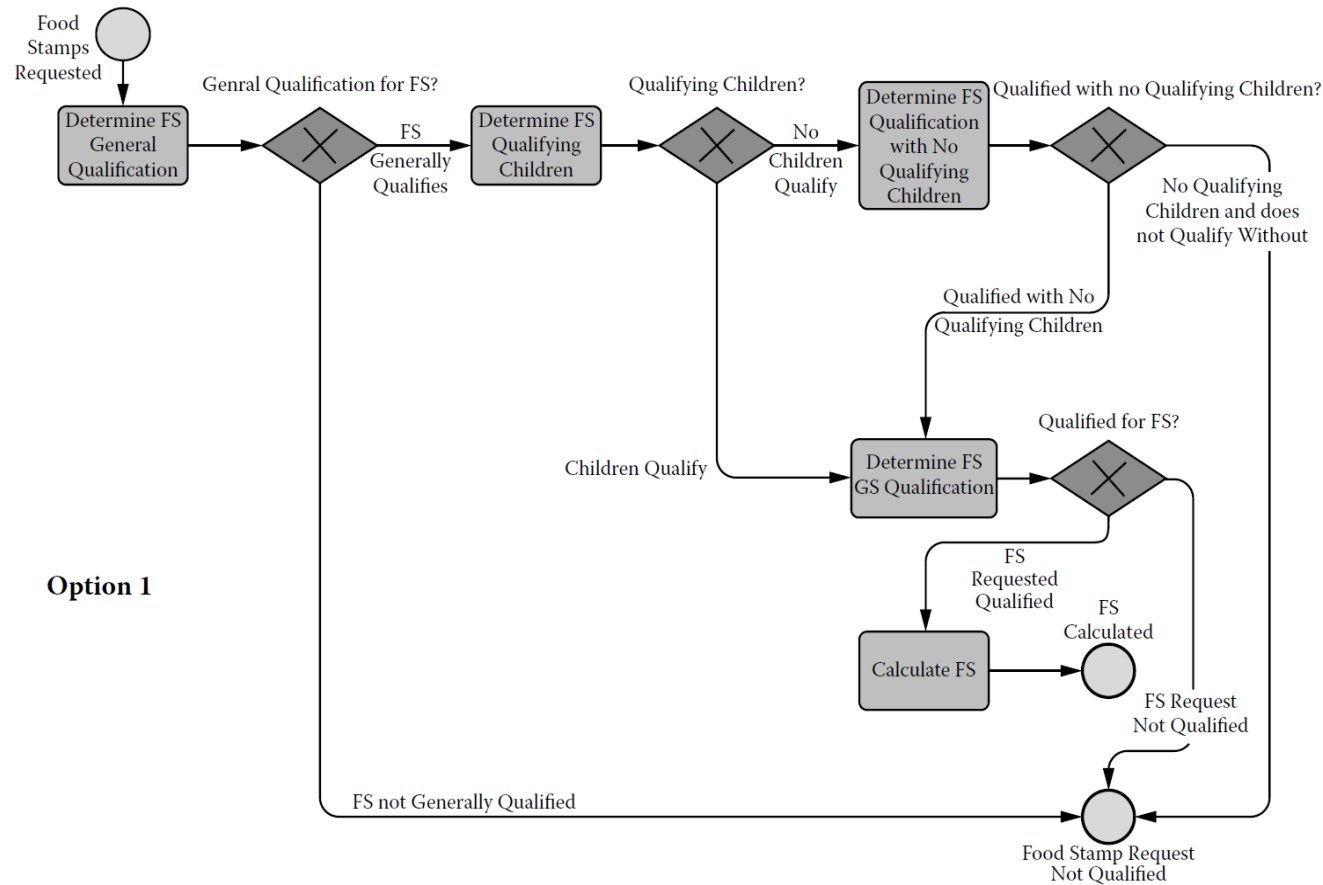 Food
Stamps
Requested
Determine FS
General
Qualification
Genral Qualification for FS?
FS
Generally
Qualifies
Determine FS
Qualifying
Children
Qualifying Children?
No
Children
Qualify
Determine FS
Qualification
with No
Qualifying
Children
Qualified with no Qualifying Children?
No Qualifying
Children and does
not Qualify Without
Qualified with No
Qualifying Children
Children Qualify
Determine FS
GS Qualification
Qualified for FS?
FS
Requested
Qualified
Option 1
Calculate FS
FS
Calculated
FS Request
Not Qualified
FS not Generally Qualified
Food Stamp Request
Not Qualified